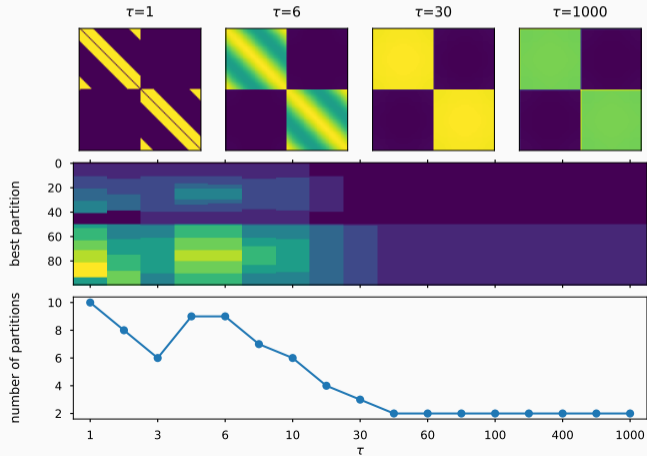 τ=1 τ=6 τ=30 τ=1000
best partition
0
20
40
60
80
number of partitions
10
8
6
4
2
1 3 6 10 30 60 100 400 1000
τ